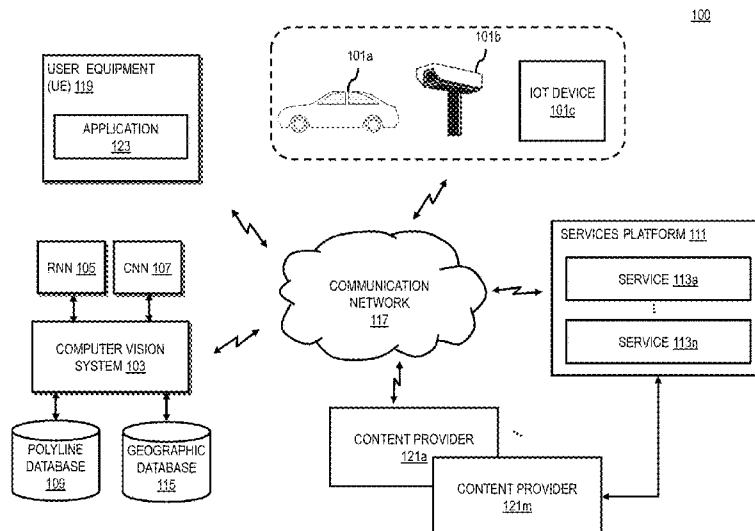 100
USER EQUIPMENT
(UE) 119
APPLICATION
123
101a
101b
IOT DEVICE
101c
RNN 105
CNN 107
COMPUTER VISION
SYSTEM 103
POLYLINE
DATABASE
109
GEOGRAPHIC
DATABASE
115
COMMUNICATION
NETWORK
117
SERVICES PLATFORM 111
SERVICE 113a
SERVICE 113n
CONTENT PROVIDER
121a
CONTENT PROVIDER
121m